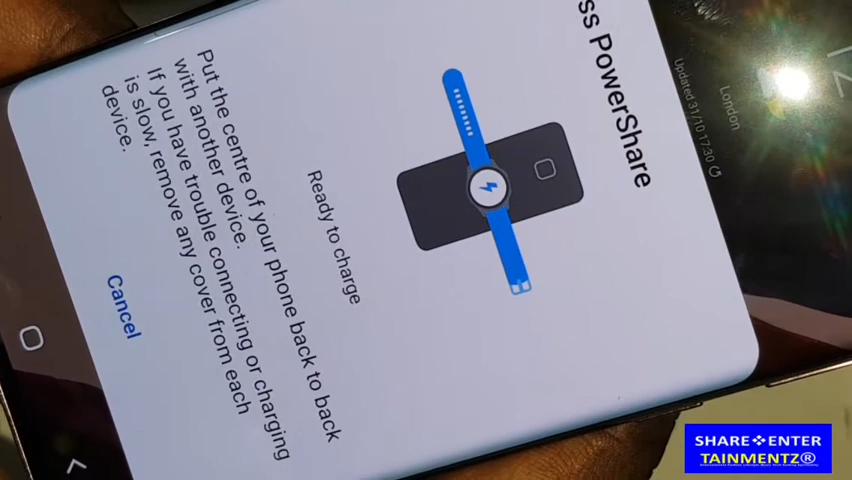 ss PowerShare
Ready to charge
Put the centre of your phone back to back
with another device.
If you have trouble connecting or charging
is slow, remove any cover from each
device.
Cancel
London
Updated 31/10 17:30
SHARE❖ENTER
TAINMENTZ®